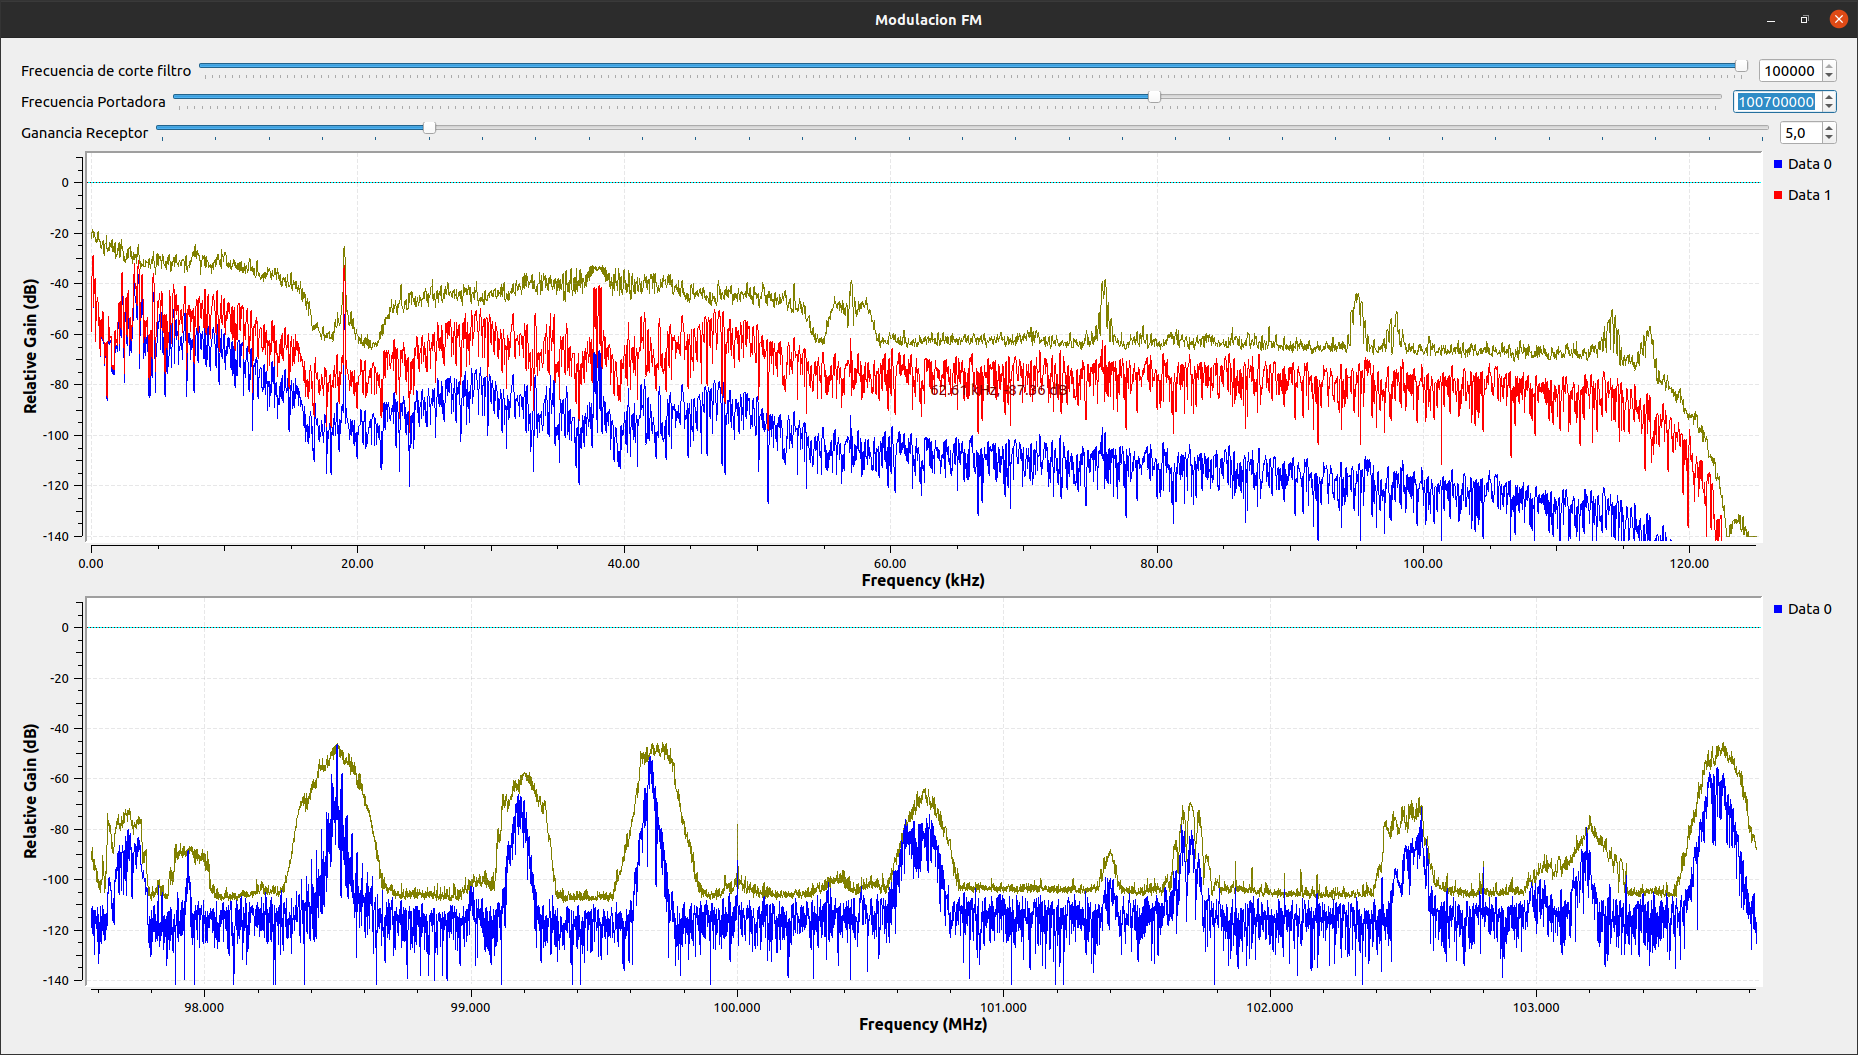 Modulacion FM
Frecuencia de corte filtro 100000
Frecuencia Portadora 100700000
Ganancia Receptor 5,0
Data 0
Data 1
0
-20
-40
-60
-80
-100
-120
-140
Relative Gain (dB)
0.00 20.00 40.00 60.00 80.00 100.00 120.00
Frequency (kHz)
Data 0
0
-20
-40
-60
-80
-100
-120
-140
Relative Gain (dB)
98.000 99.000 100.000 101.000 102.000 103.000
Frequency (MHz)